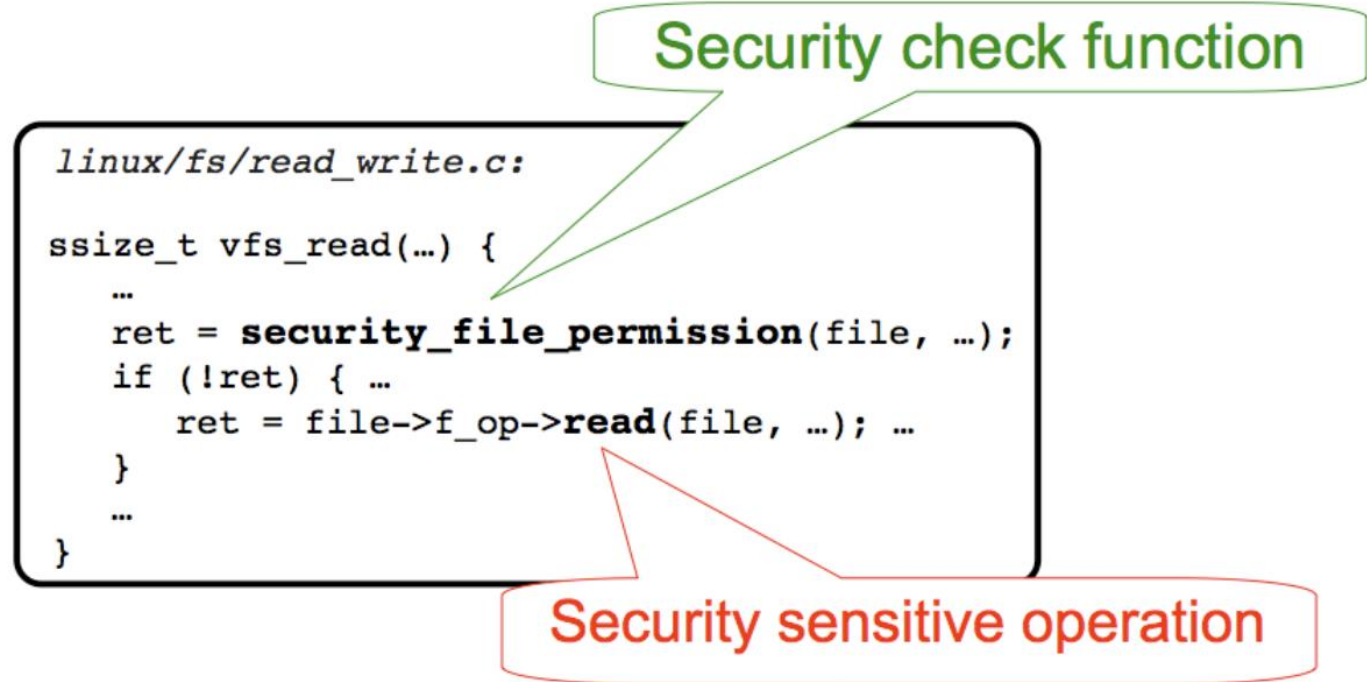 Security check function
linux/fs/read_write.c:
ssize_t vfs_read(…) {
…
ret = security_file_permission(file, …);
if (!ret) { …
ret = file->f_op->read(file, …); …
}
…
}
Security sensitive operation